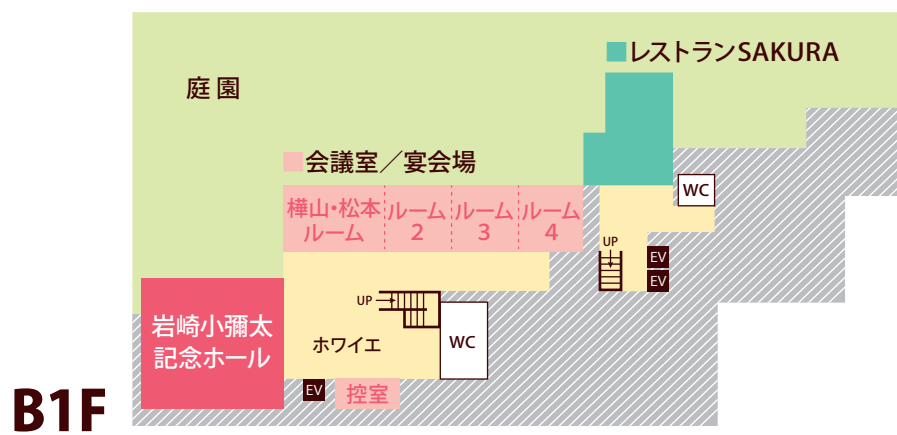 ■レストランSAKURA
庭園
■会議室／宴会場
WC
樺山・松本
ルーム
ルーム
2
ルーム
3
ルーム
4
UP
EV
EV
岩崎小彌太
記念ホール
UP
ホワイエ
WC
EV
控室
B1F